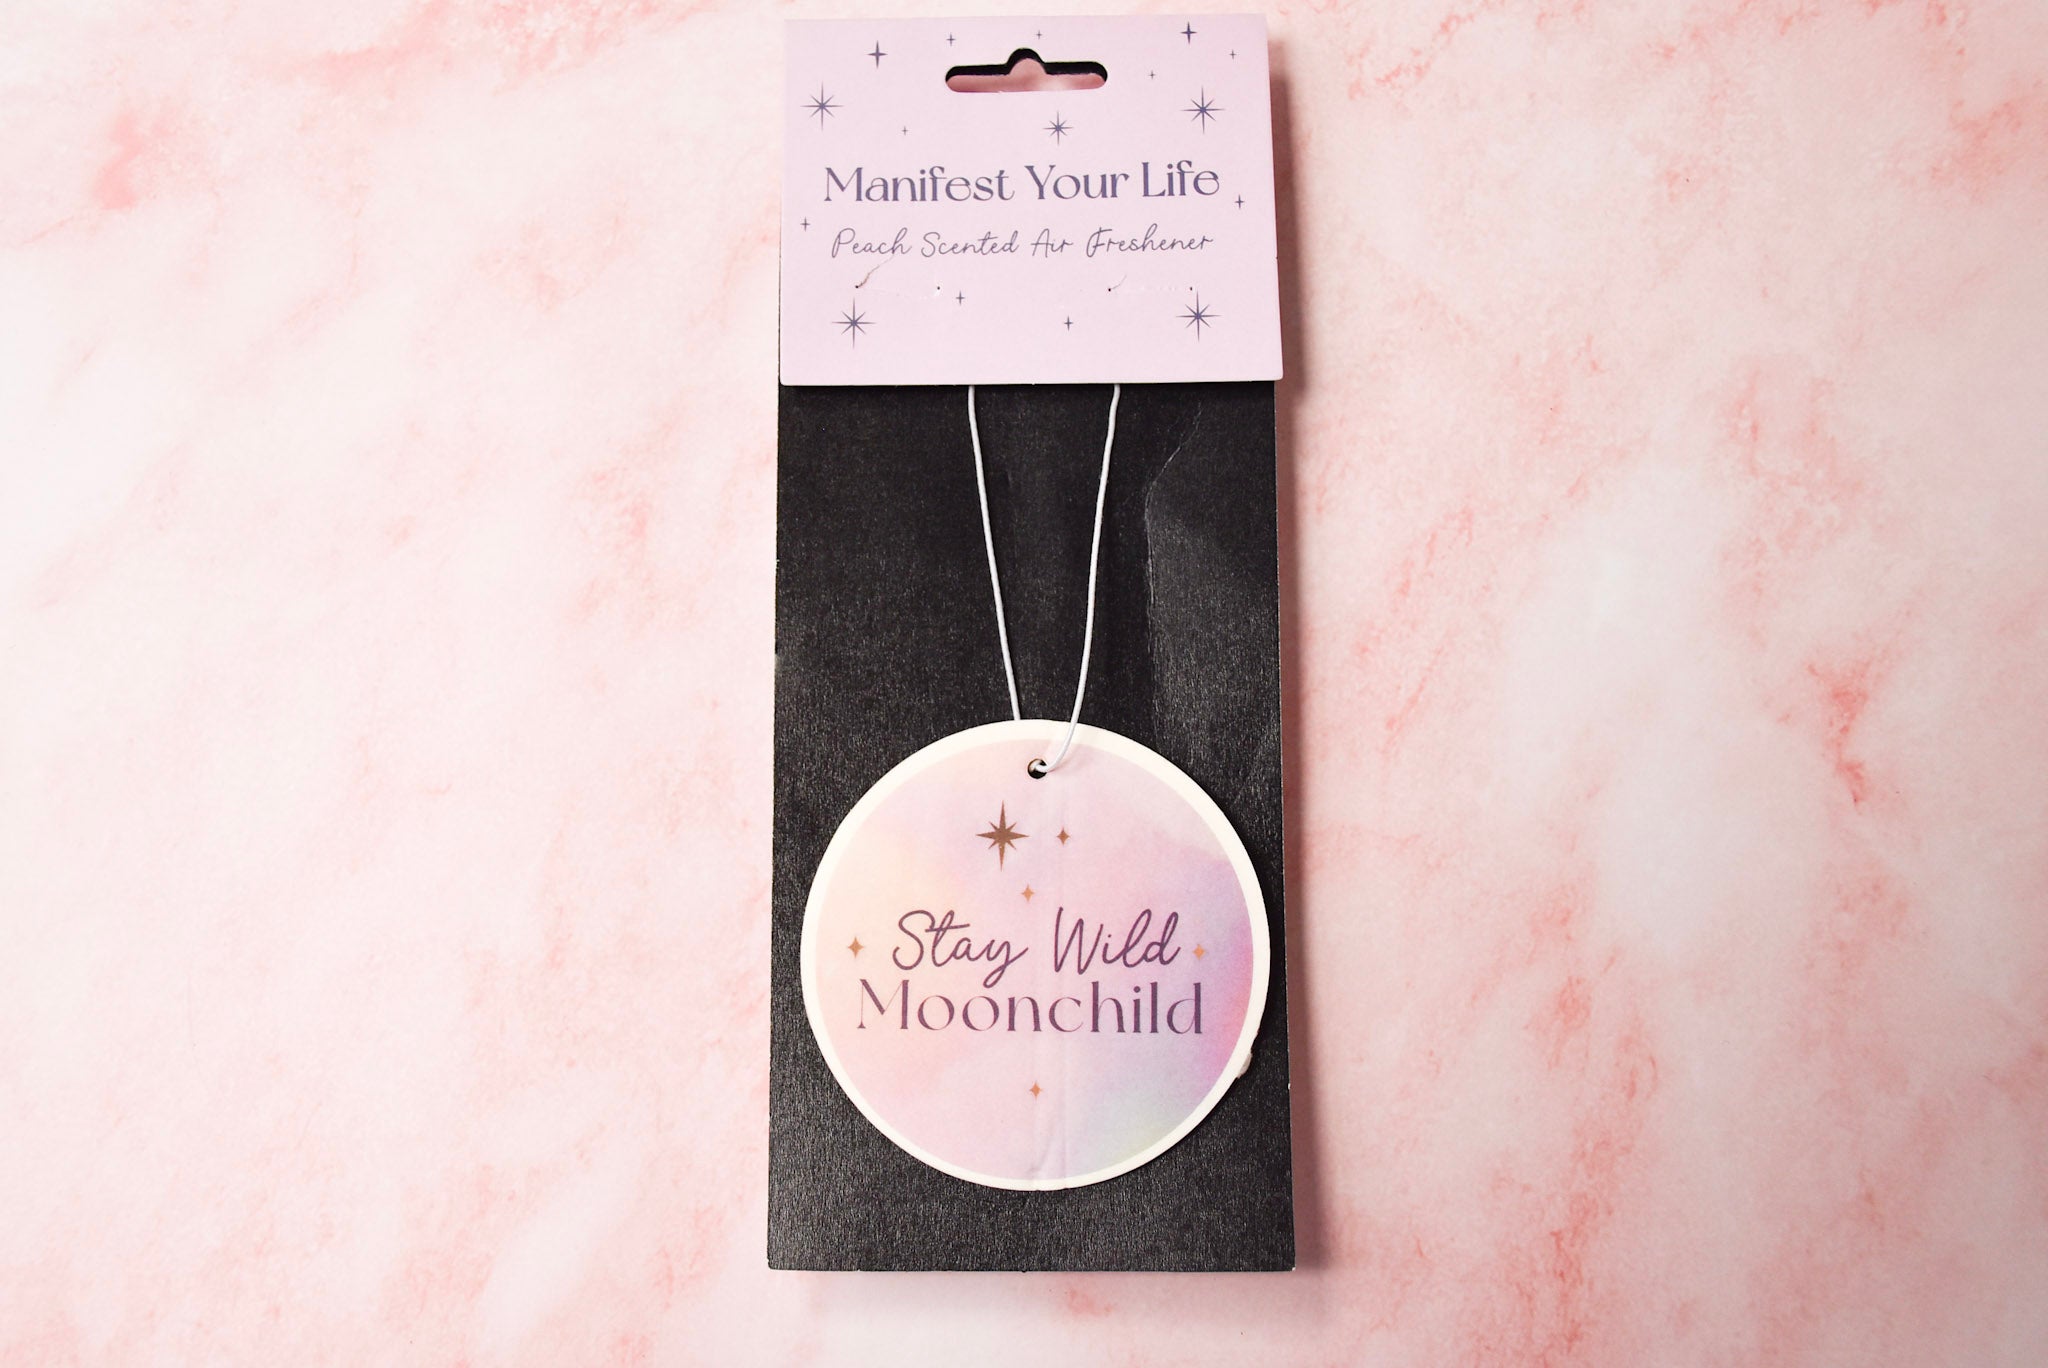 Manifest Your Life
Peach Scented Air Freshener
Stay Wild
Moonchild